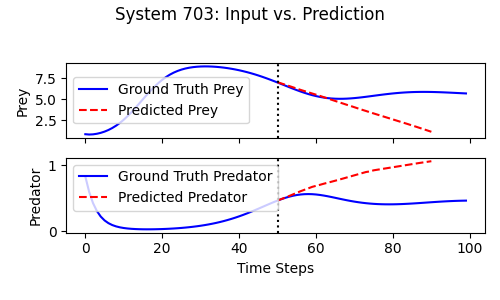 System 703: Input vs. Prediction
Prey
7.5
5.0
2.5
Ground Truth Prey
Predicted Prey
Predator
1
0
Ground Truth Predator
Predicted Predator
0
20
40
60
80
100
Time Steps